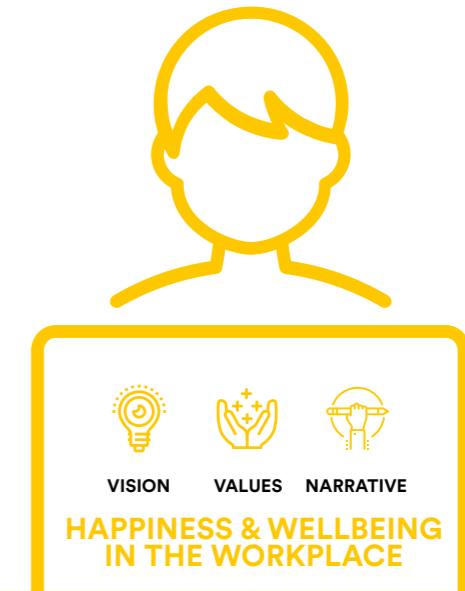 VISION VALUES NARRATIVE
HAPPINESS & WELLBEING
IN THE WORKPLACE